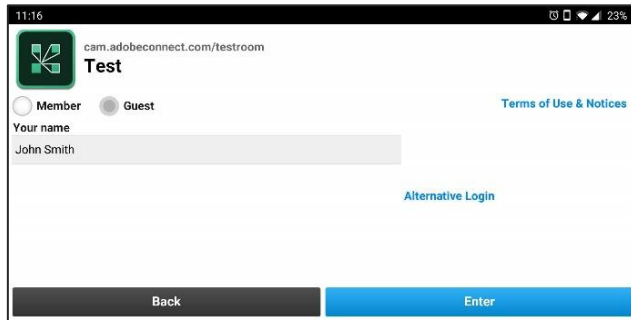 11:16 23%
cam.adobeconnect.com/testroom
Test
Member Guest Terms of Use & Notices
Your name
John Smith
Alternative Login
Back Enter